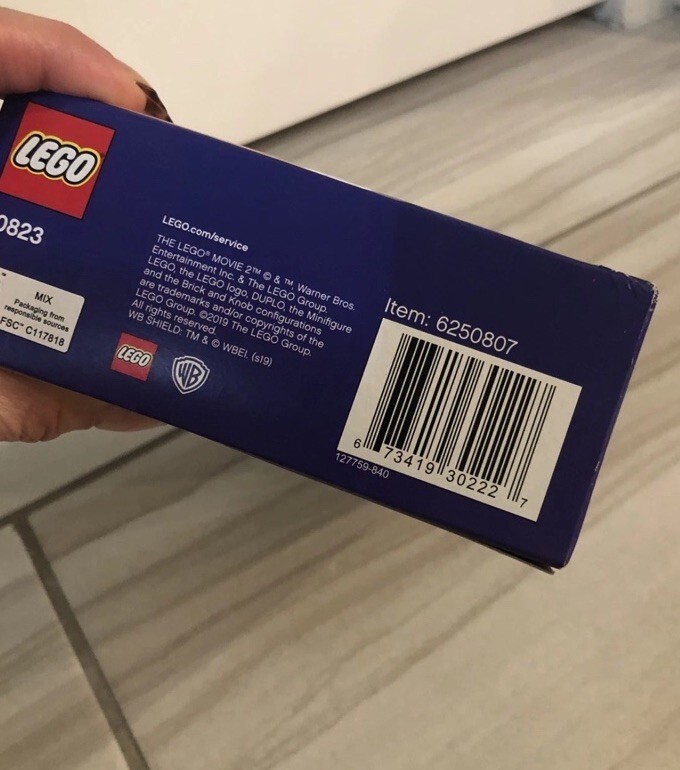 LEGO
0823
MIX
Packaging from
responsible sources
FSC™ C117818
LEGO.com/service
THE LEGO® MOVIE 2™ © & ™ Warner Bros.
Entertainment Inc. & The LEGO Group.
LEGO, the LEGO logo, DUPLO, the Minifigure
and the Brick and Knob configurations
are trademarks and/or copyrights of the
LEGO Group. ©2019 The LEGO Group.
All rights reserved.
WB SHIELD: TM & © WBEI. (s19)
LEGO
WB
Item: 6250807
6 73419 30222 7
127759-840